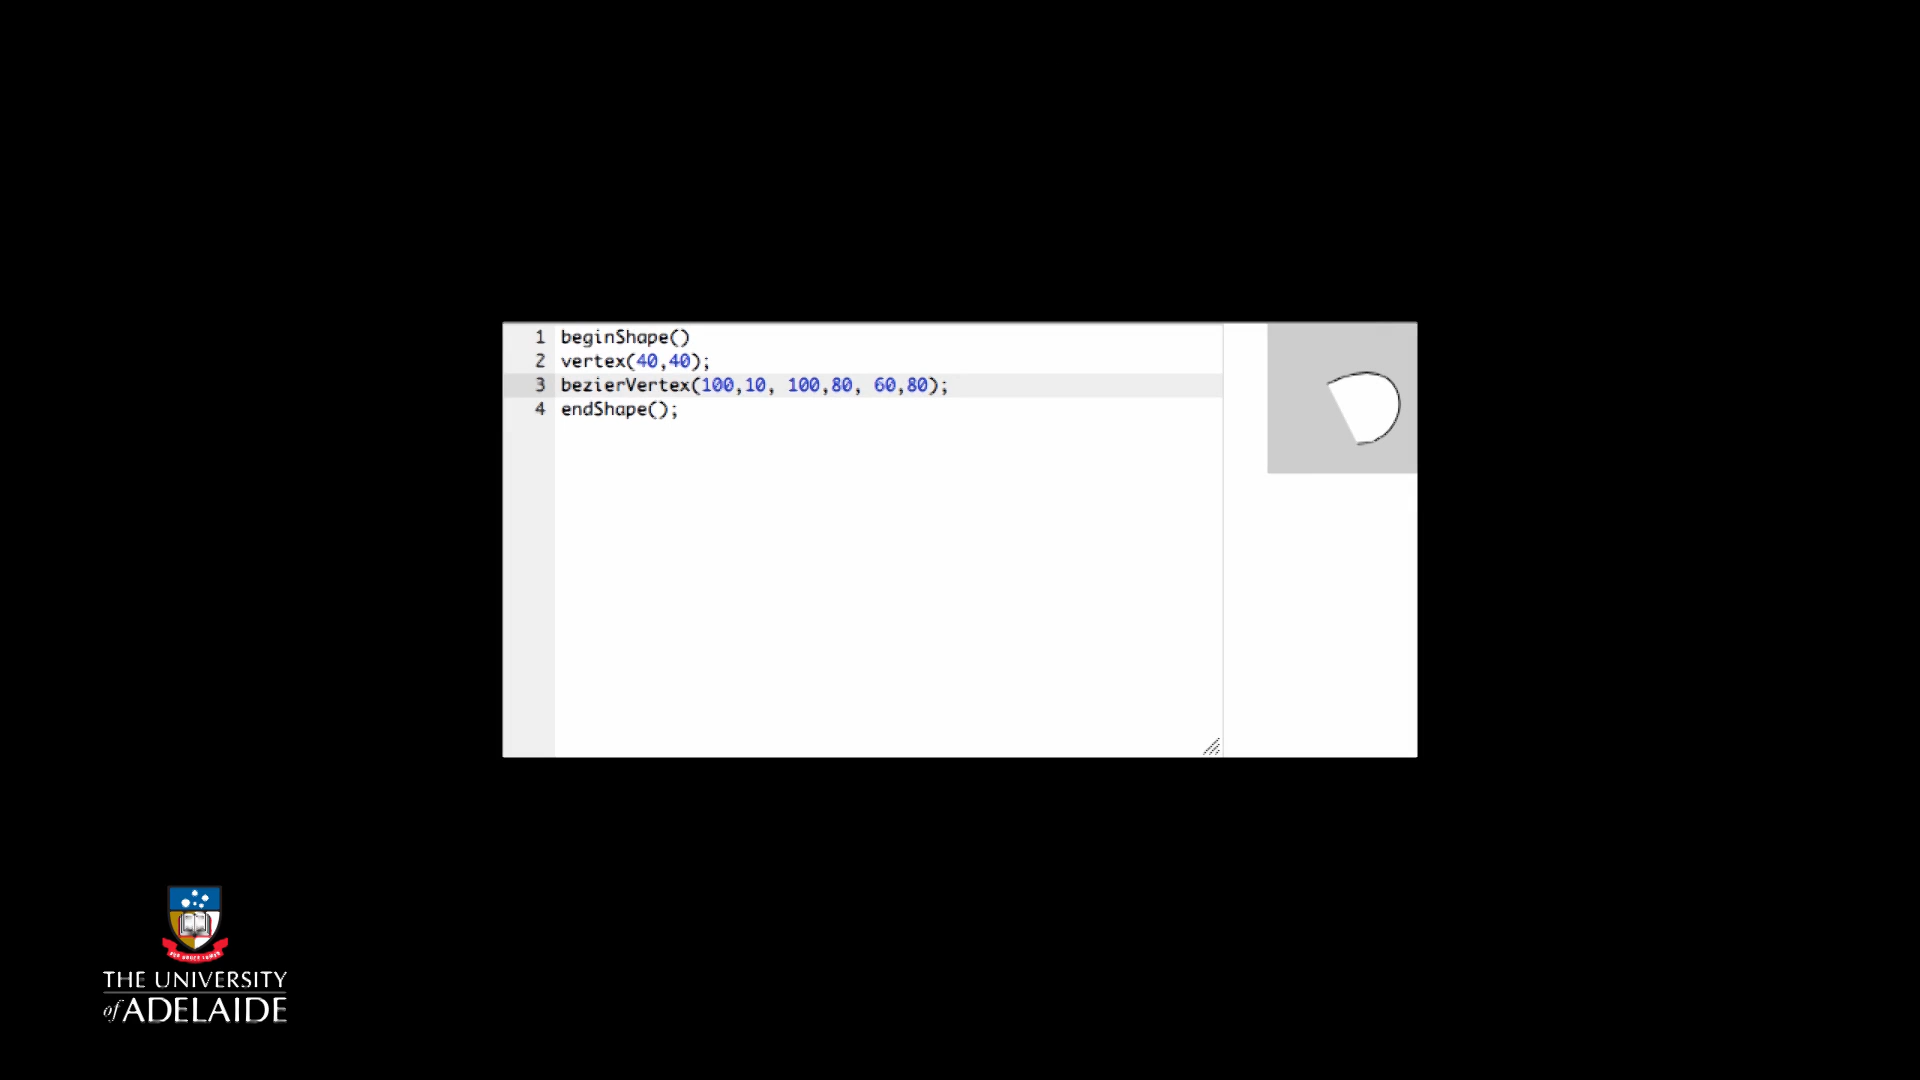 1 beginShape()
2 vertex(40,40);
3 bezierVertex(100,10, 100,80, 60,80);
4 endShape();
THE UNIVERSITY
of ADELAIDE